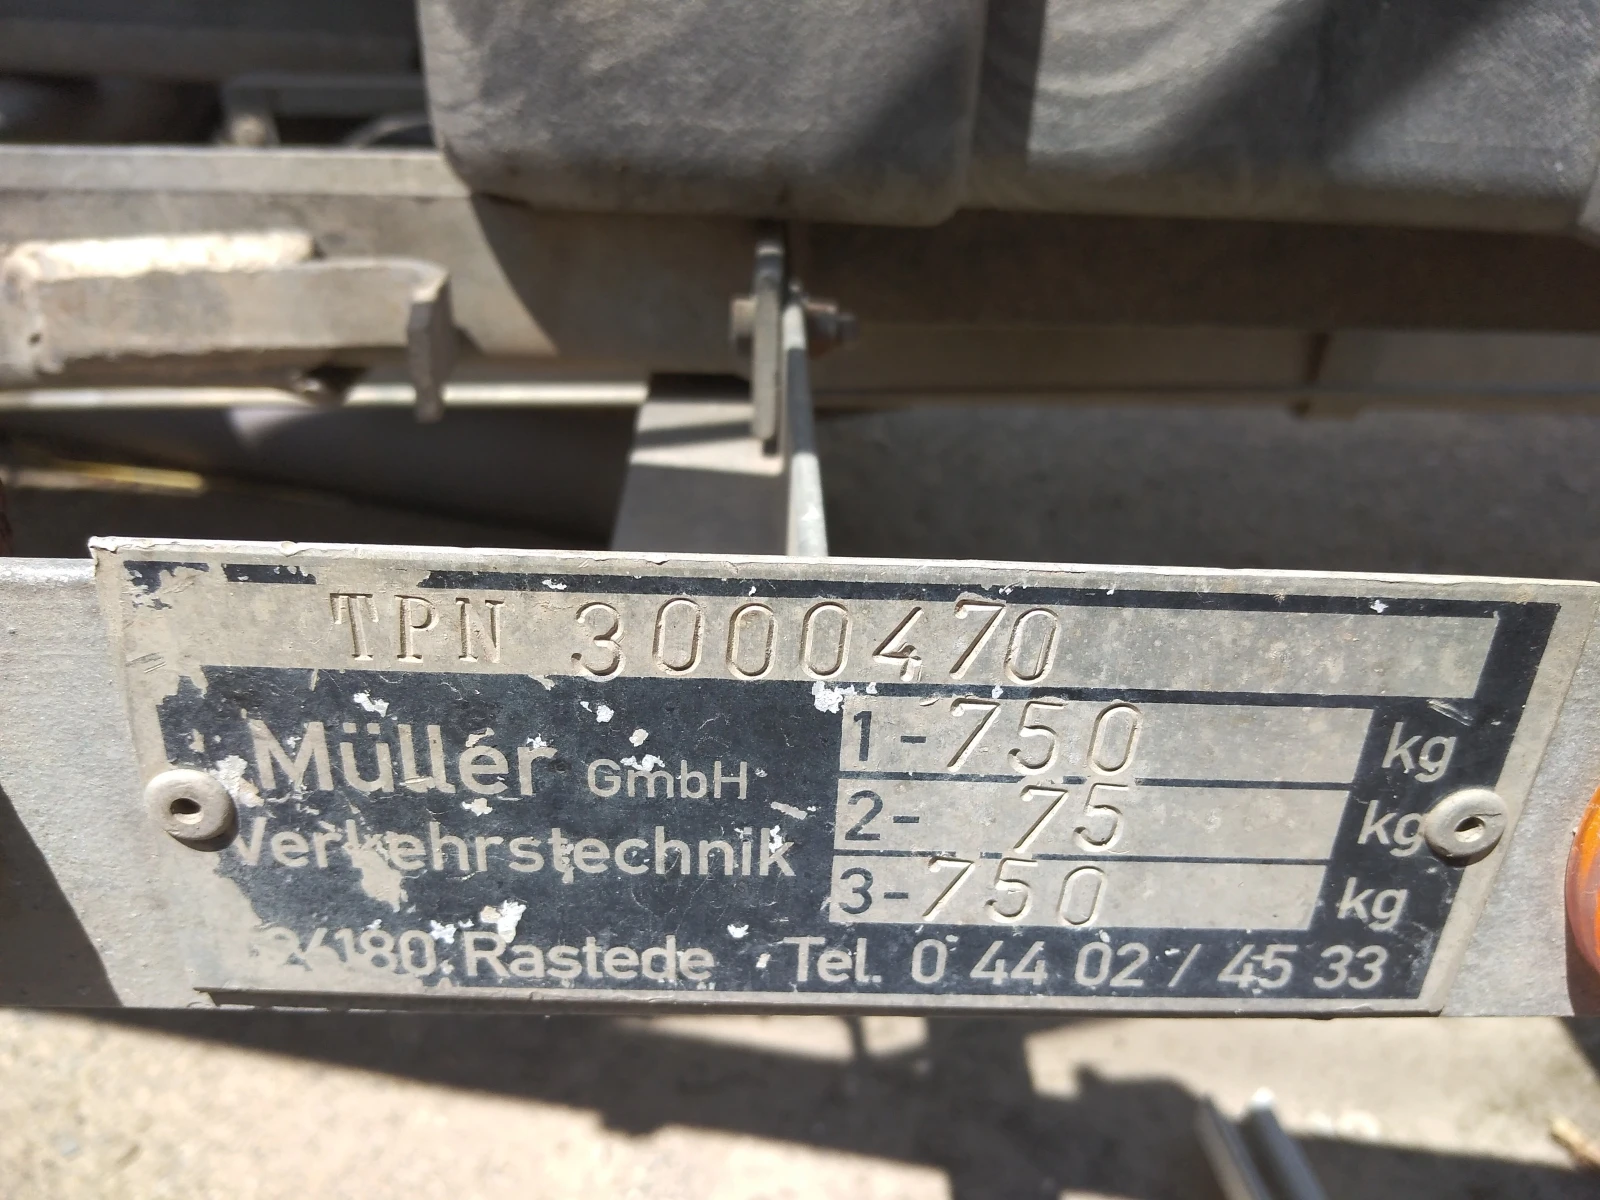 TPN 3000470
Müller GmbH
Verkehrstechnik
1-750 kg
2- 75 kg
3-750 kg
26180 Rastede Tel. 0 44 02 / 45 33